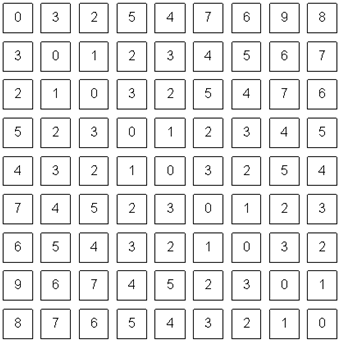 0 3 2 5 4 7 6 9 8
3 0 1 2 3 4 5 6 7
2 1 0 3 2 5 4 7 6
5 2 3 0 1 2 3 4 5
4 3 2 1 0 3 2 5 4
7 4 5 2 3 0 1 2 3
6 5 4 3 2 1 0 3 2
9 6 7 4 5 2 3 0 1
8 7 6 5 4 3 2 1 0